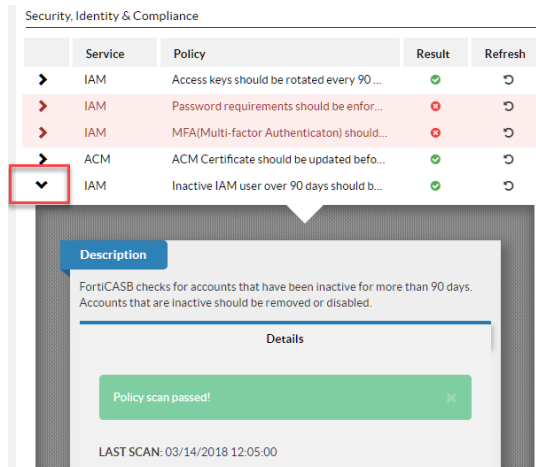 Security, Identity & Compliance
Service Policy Result Refresh
IAM Access keys should be rotated every 90 ...
IAM Password requirements should be enfor...
IAM MFA(Multi-factor Authenticaton) should...
ACM ACM Certificate should be updated befo...
IAM Inactive IAM user over 90 days should b...
Description
FortiCASB checks for accounts that have been inactive for more than 90 days.
Accounts that are inactive should be removed or disabled.
Details
Policy scan passed!
LAST SCAN: 03/14/2018 12:05:00